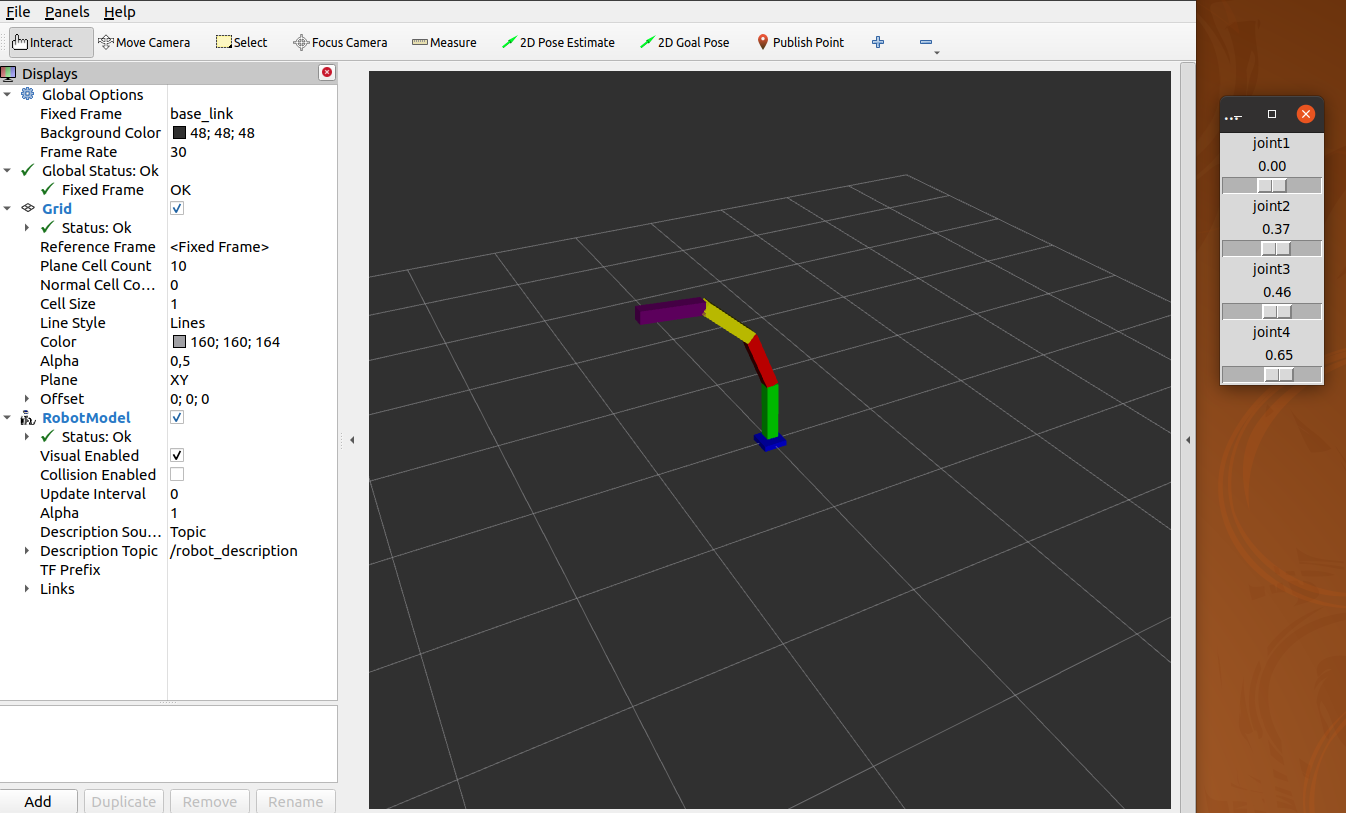 File Panels Help
Interact Move Camera Select Focus Camera Measure 2D Pose Estimate 2D Goal Pose Publish Point
Displays
Global Options
Fixed Frame base_link
Background Color 48; 48; 48
Frame Rate 30
Global Status: Ok
Fixed Frame OK
Grid
Status: Ok
Reference Frame <Fixed Frame>
Plane Cell Count 10
Normal Cell Co... 0
Cell Size 1
Line Style Lines
Color 160; 160; 164
Alpha 0,5
Plane XY
Offset 0; 0; 0
RobotModel
Status: Ok
Visual Enabled
Collision Enabled
Update Interval 0
Alpha 1
Description Sou... Topic
Description Topic /robot_description
TF Prefix
Links
Add Duplicate Remove Rename
...
joint1
0.00
joint2
0.37
joint3
0.46
joint4
0.65